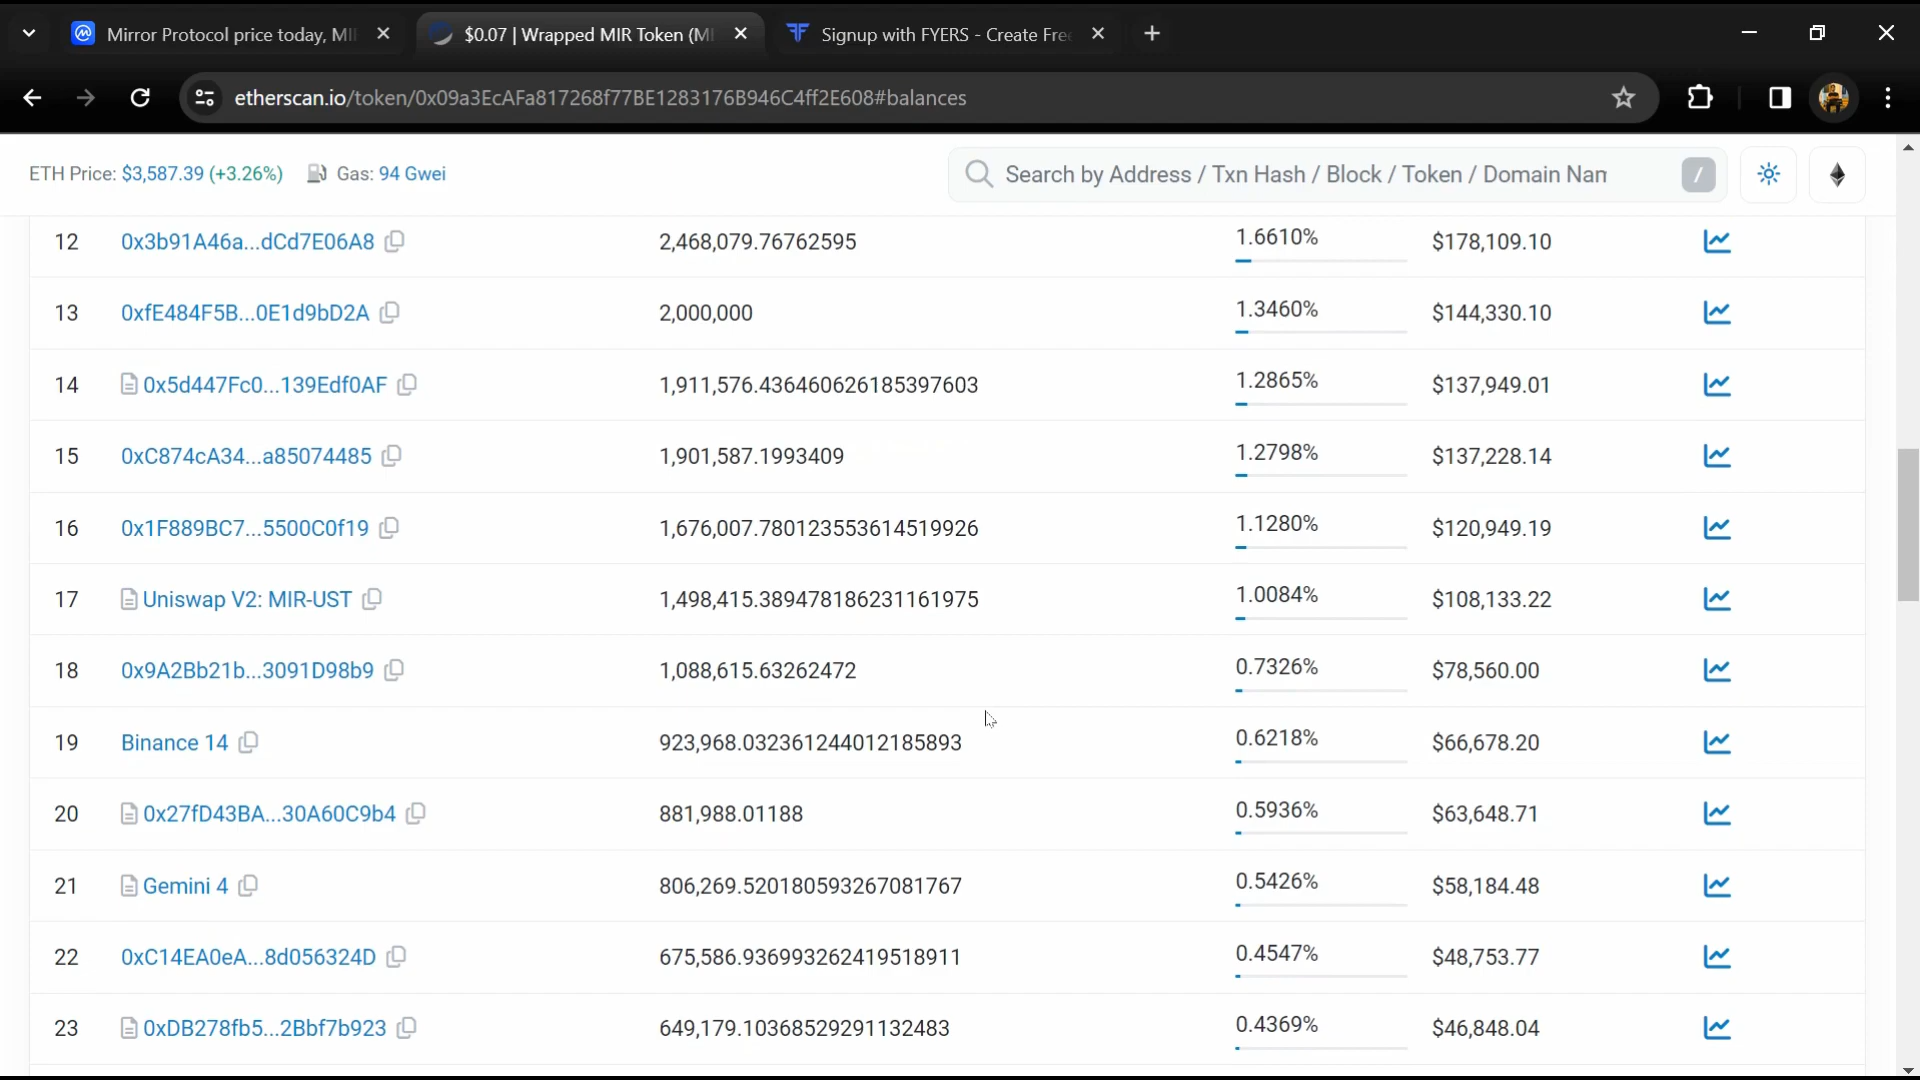 Mirror Protocol price today, MI
$0.07 | Wrapped MIR Token (MI
Signup with FYERS - Create Fre
etherscan.io/token/0x09a3EcAFa817268f77BE1283176B946C4ff2E608#balances
ETH Price: $3,587.39 (+3.26%) Gas: 94 Gwei
Search by Address / Txn Hash / Block / Token / Domain Nam /
12 0x3b91A46a...dCd7E06A8 2,468,079.76762595 1.6610% $178,109.10
13 0xfE484F5B...0E1d9bD2A 2,000,000 1.3460% $144,330.10
14 0x5d447Fc0...139Edf0AF 1,911,576.436460626185397603 1.2865% $137,949.01
15 0xC874cA34...a85074485 1,901,587.1993409 1.2798% $137,228.14
16 0x1F889BC7...5500C0f19 1,676,007.780123553614519926 1.1280% $120,949.19
17 Uniswap V2: MIR-UST 1,498,415.389478186231161975 1.0084% $108,133.22
18 0x9A2Bb21b...3091D98b9 1,088,615.63262472 0.7326% $78,560.00
19 Binance 14 923,968.032361244012185893 0.6218% $66,678.20
20 0x27fD43BA...30A60C9b4 881,988.01188 0.5936% $63,648.71
21 Gemini 4 806,269.520180593267081767 0.5426% $58,184.48
22 0xC14EA0eA...8d056324D 675,586.936993262419518911 0.4547% $48,753.77
23 0xDB278fb5...2Bbf7b923 649,179.10368529291132483 0.4369% $46,848.04